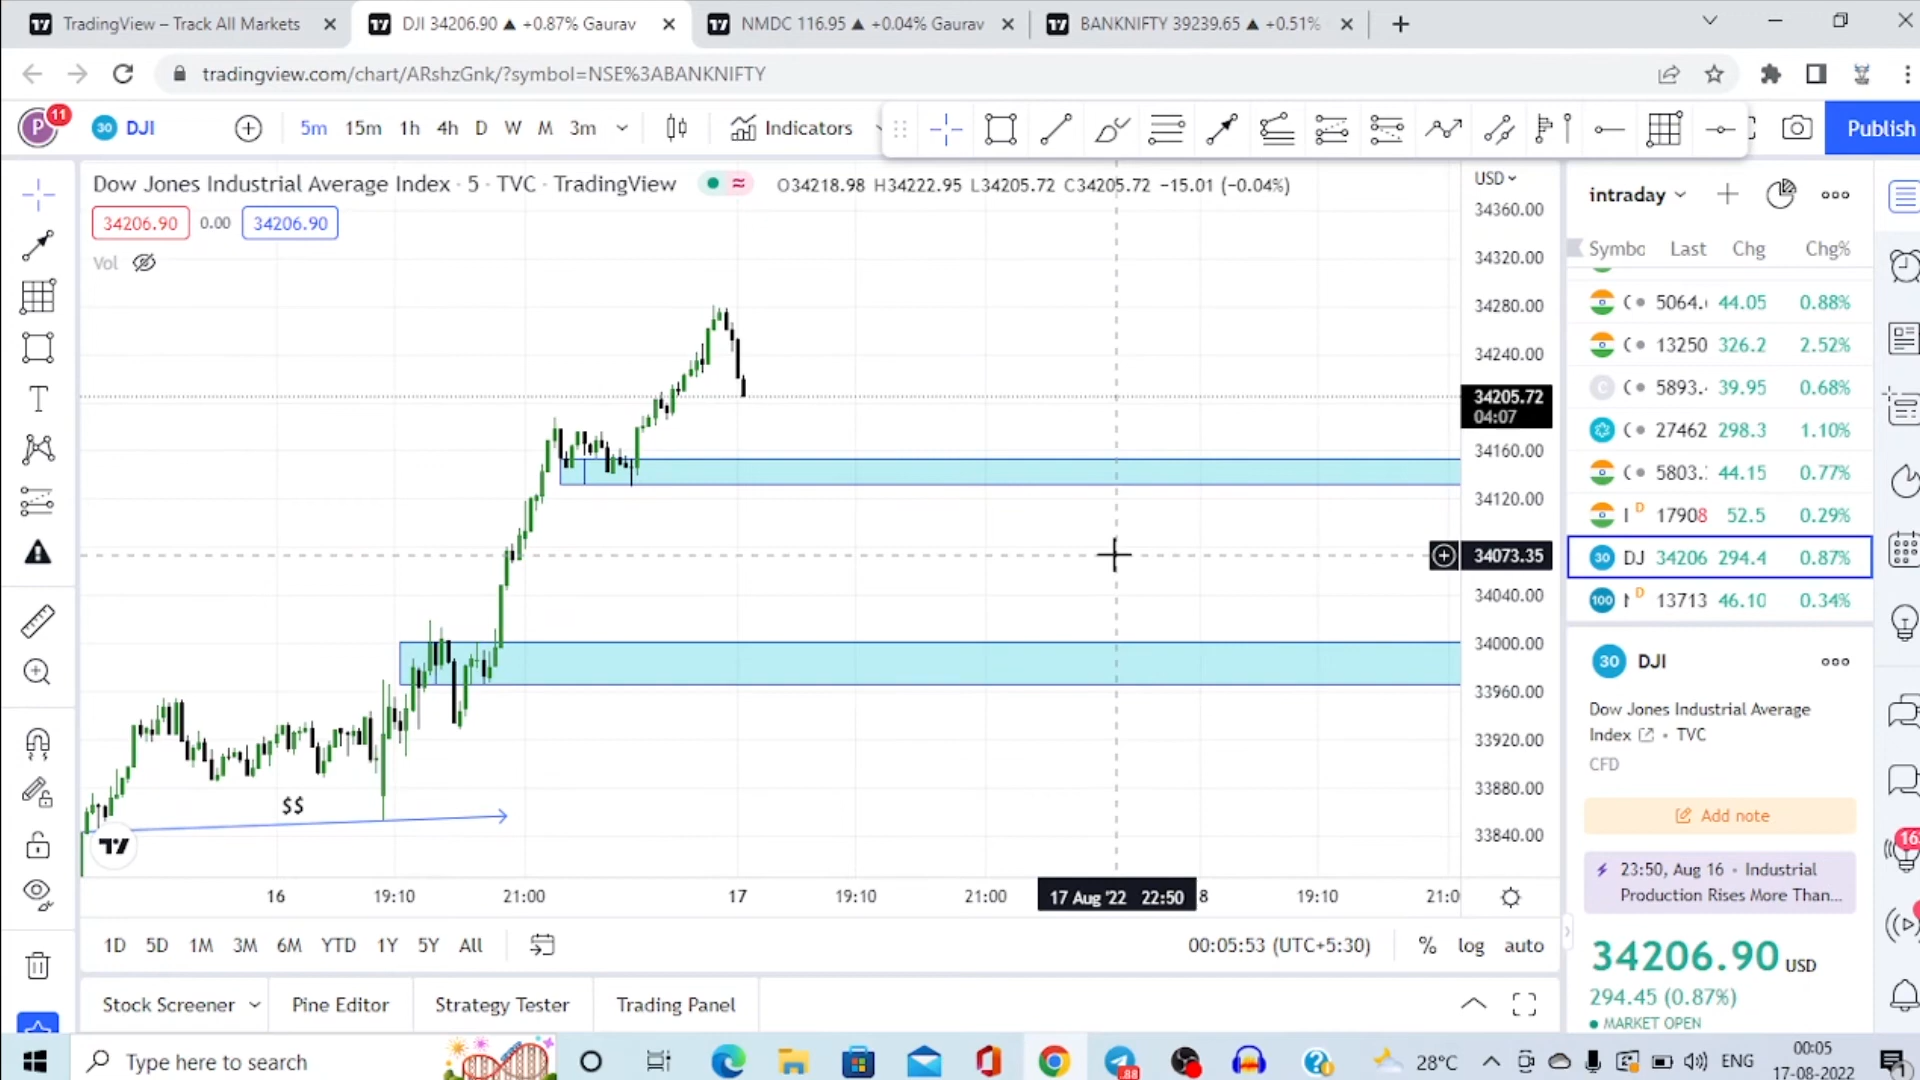 TradingView – Track All Markets
DJI 34206.90 ▲ +0.87% Gaurav
NMDC 116.95 ▲ +0.04% Gaurav
BANKNIFTY 39239.65 ▲ +0.51%
tradingview.com/chart/ARshzGnk/?symbol=NSE%3ABANKNIFTY
P 11
30 DJI
5m 15m 1h 4h D W M 3m
Indicators
Publish
Dow Jones Industrial Average Index · 5 · TVC · TradingView
O34218.98 H34222.95 L34205.72 C34205.72 −15.01 (−0.04%)
34206.90 0.00 34206.90
Vol
USD
34360.00
34320.00
34280.00
34240.00
34205.72
04:07
34160.00
34120.00
34073.35
34040.00
34000.00
33960.00
33920.00
33880.00
33840.00
$$
16 19:10 21:00 17 19:10 21:00 17 Aug '22 22:50 8 19:10 21:0
1D 5D 1M 3M 6M YTD 1Y 5Y All
00:05:53 (UTC+5:30) % log auto
Stock Screener Pine Editor Strategy Tester Trading Panel
intraday
Symbo Last Chg Chg%
5064. 44.05 0.88%
13250 326.2 2.52%
5893. 39.95 0.68%
27462 298.3 1.10%
5803. 44.15 0.77%
D 17908 52.5 0.29%
30 DJ 34206 294.4 0.87%
100 D 13713 46.10 0.34%
30 DJI
Dow Jones Industrial Average
Index • TVC
CFD
Add note
23:50, Aug 16 • Industrial
Production Rises More Than...
34206.90 USD
294.45 (0.87%)
MARKET OPEN
Type here to search
28°C
ENG
00:05
17-08-2022